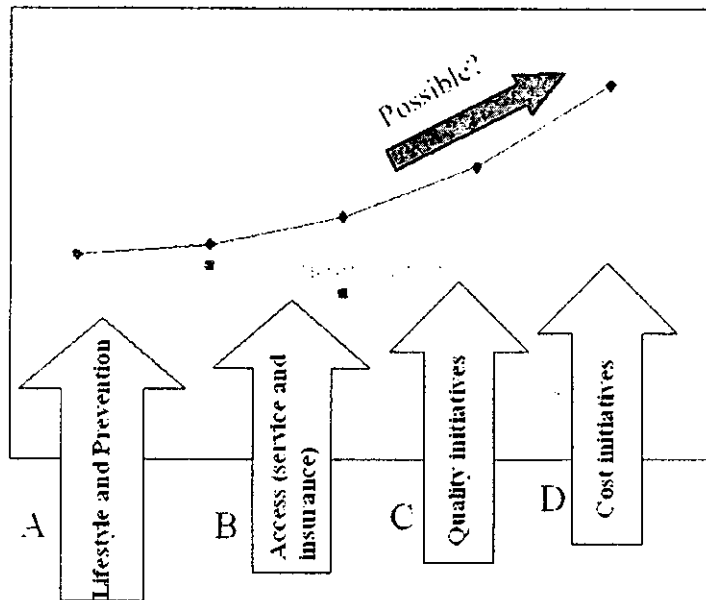 Possible?
A
Lifestyle and Prevention
B
Access (service and
insurance)
C
Quality initiatives
D
Cost initiatives